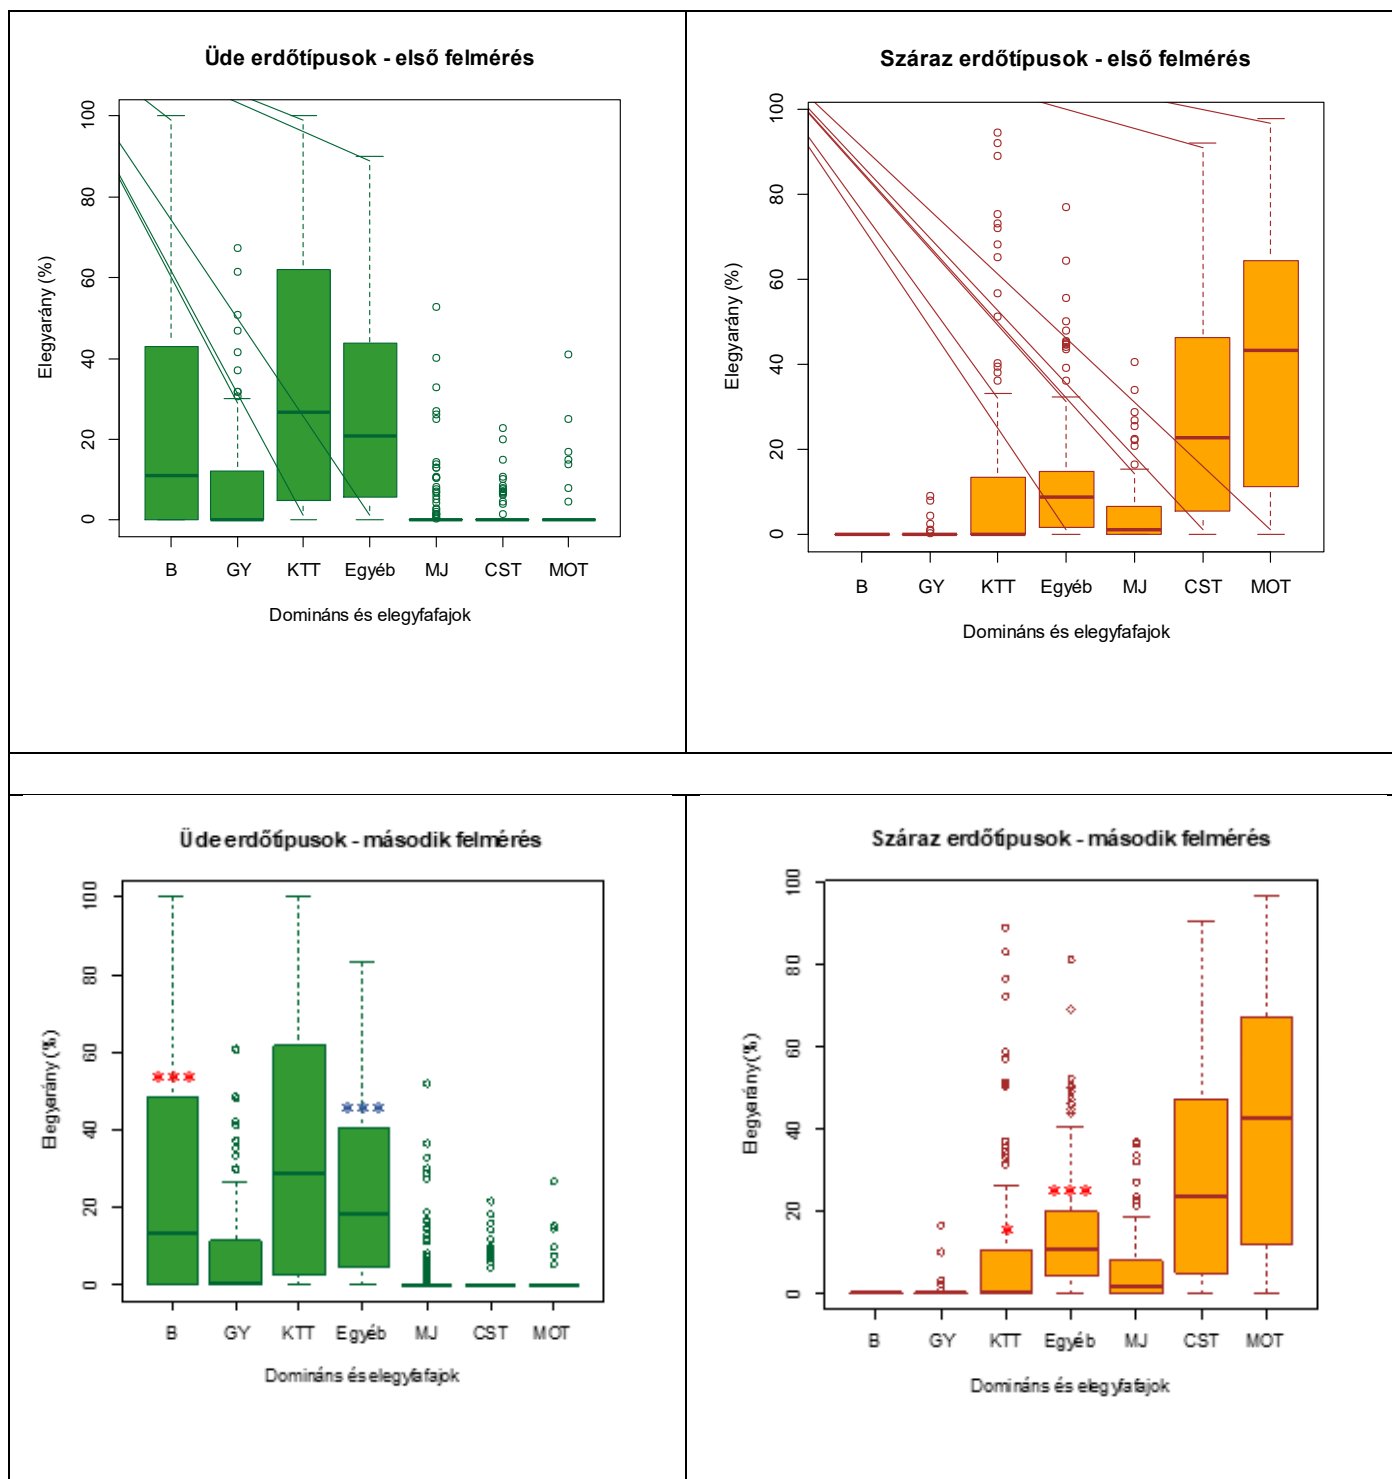 Üde erdőtípusok - első felmérés
Elegyarány (%)
100
80
60
40
20
0
B GY KTT Egyéb MJ CST MOT
Domináns és elegyfafajok
Száraz erdőtípusok - első felmérés
Elegyarány (%)
100
80
60
40
20
0
B GY KTT Egyéb MJ CST MOT
Domináns és elegyfafajok
Üde erdőtípusok - második felmérés
Elegyarány (%)
100
80
60
40
20
0
***
***
B GY KTT Egyéb MJ CST MOT
Domináns és elegyfafajok
Száraz erdőtípusok - második felmérés
Elegyarány (%)
100
80
60
40
20
0
***
*
B GY KTT Egyéb MJ CST MOT
Domináns és elegyfafajok